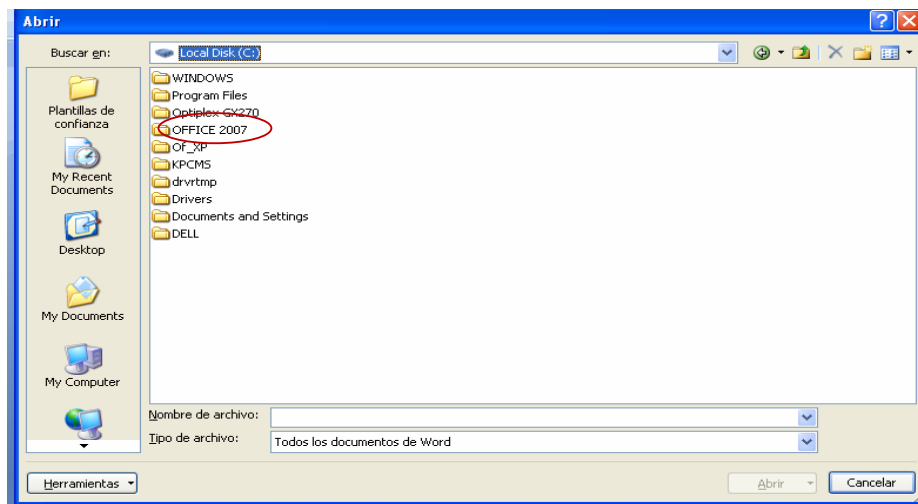 Abrir
Buscar en:
Local Disk (C:)
Plantillas de
confianza
My Recent
Documents
Desktop
My Documents
My Computer
WINDOWS
Program Files
Optiplex GX270
OFFICE 2007
Of_XP
KPCMS
drvrtmp
Drivers
Documents and Settings
DELL
Nombre de archivo:
Tipo de archivo:
Todos los documentos de Word
Herramientas
Abrir
Cancelar